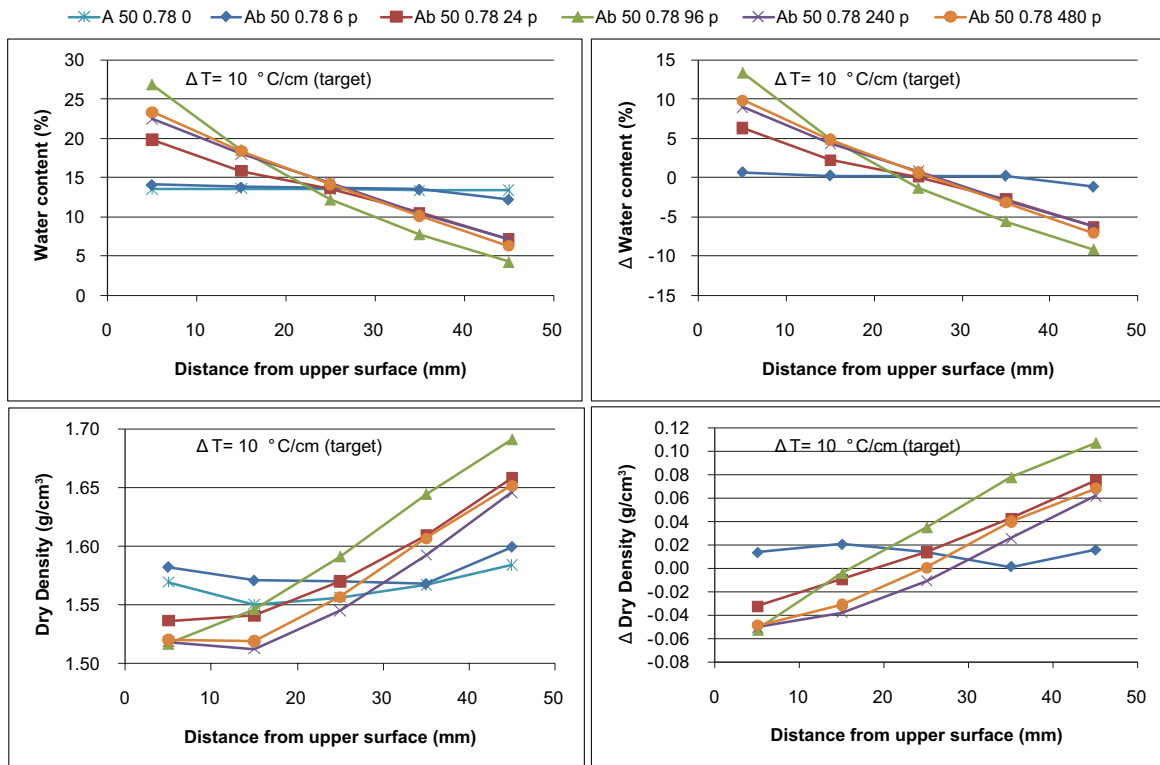 A 50 0.78 0 Ab 50 0.78 6 p Ab 50 0.78 24 p Ab 50 0.78 96 p Ab 50 0.78 240 p Ab 50 0.78 480 p
Δ T= 10 °C/cm (target)
Water content (%)
30
25
20
15
10
5
0
0 10 20 30 40 50
Distance from upper surface (mm)
Δ T= 10 °C/cm (target)
Δ Water content (%)
15
10
5
0
-5
-10
-15
0 10 20 30 40 50
Distance from upper surface (mm)
Δ T= 10 °C/cm (target)
Dry Density (g/cm³)
1.70
1.65
1.60
1.55
1.50
0 10 20 30 40 50
Distance from upper surface (mm)
Δ T= 10 °C/cm (target)
Δ Dry Density (g/cm³)
0.12
0.10
0.08
0.06
0.04
0.02
0.00
-0.02
-0.04
-0.06
-0.08
0 10 20 30 40 50
Distance from upper surface (mm)